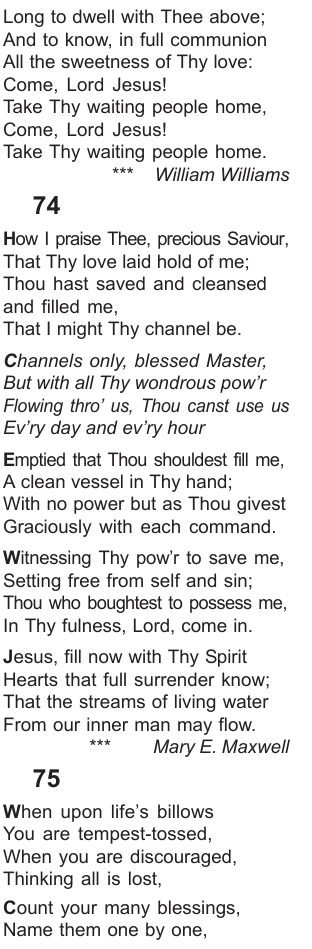 Long to dwell with Thee above;
And to know, in full communion
All the sweetness of Thy love:
Come, Lord Jesus!
Take Thy waiting people home,
Come, Lord Jesus!
Take Thy waiting people home.
*** William Williams
74
How I praise Thee, precious Saviour,
That Thy love laid hold of me;
Thou hast saved and cleansed
and filled me,
That I might Thy channel be.
Channels only, blessed Master,
But with all Thy wondrous pow'r
Flowing thro' us, Thou canst use us
Ev'ry day and ev'ry hour
Emptied that Thou shouldest fill me,
A clean vessel in Thy hand;
With no power but as Thou givest
Graciously with each command.
Witnessing Thy pow'r to save me,
Setting free from self and sin;
Thou who boughtest to possess me,
In Thy fulness, Lord, come in.
Jesus, fill now with Thy Spirit
Hearts that full surrender know;
That the streams of living water
From our inner man may flow.
*** Mary E. Maxwell
75
When upon life's billows
You are tempest-tossed,
When you are discouraged,
Thinking all is lost,
Count your many blessings,
Name them one by one,